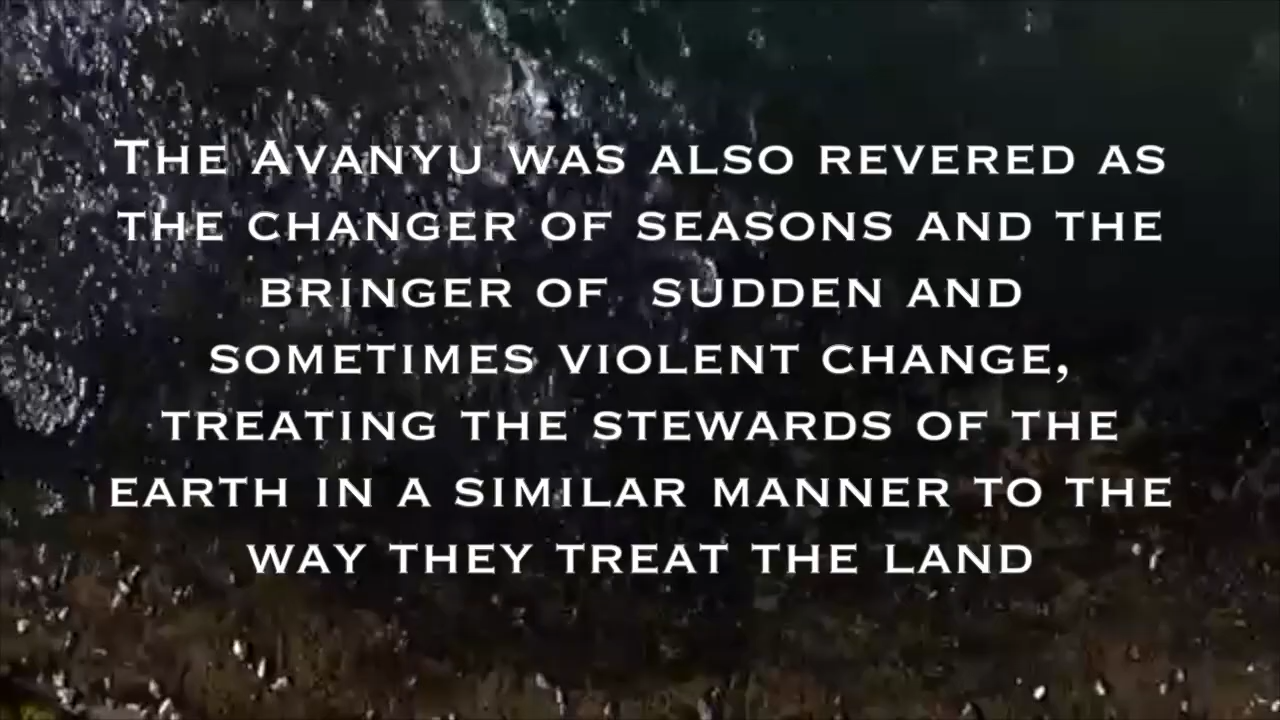 The Avanyu was also revered as
the changer of seasons and the
bringer of  sudden and
sometimes violent change,
treating the stewards of the
earth in a similar manner to the
way they treat the land